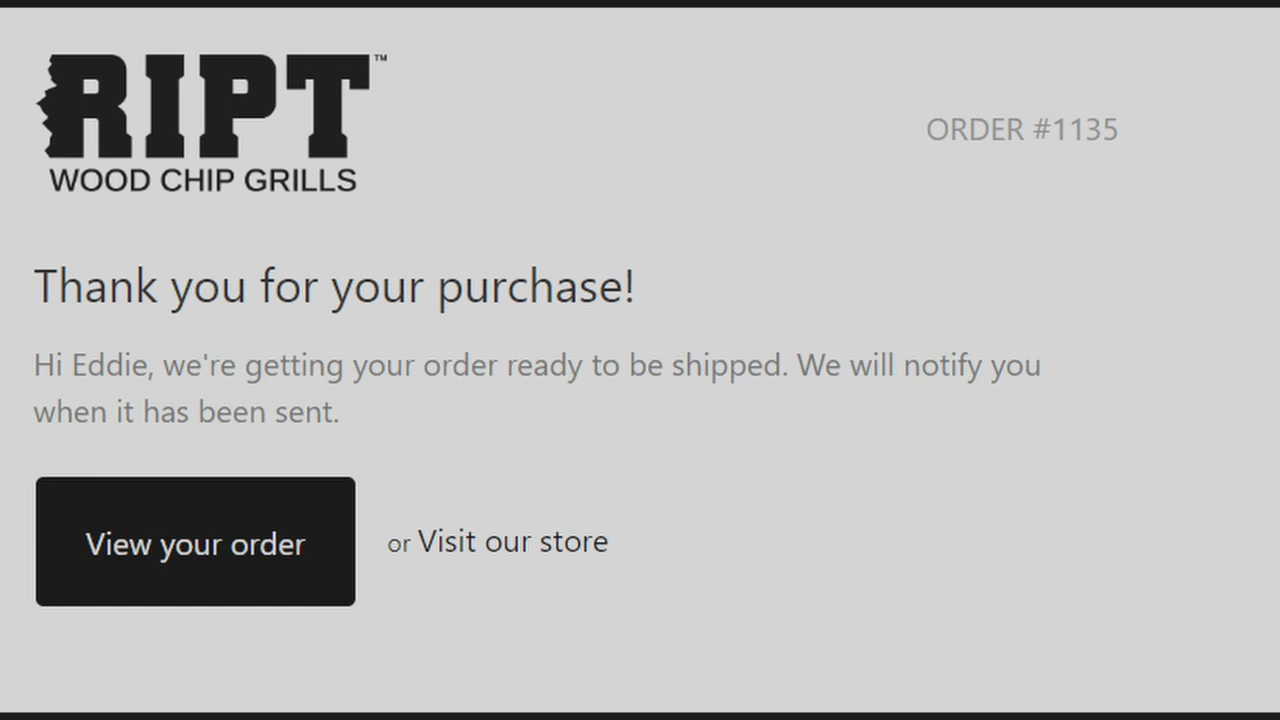 RIPT™
WOOD CHIP GRILLS
ORDER #1135
Thank you for your purchase!
Hi Eddie, we're getting your order ready to be shipped. We will notify you
when it has been sent.
View your order
or Visit our store